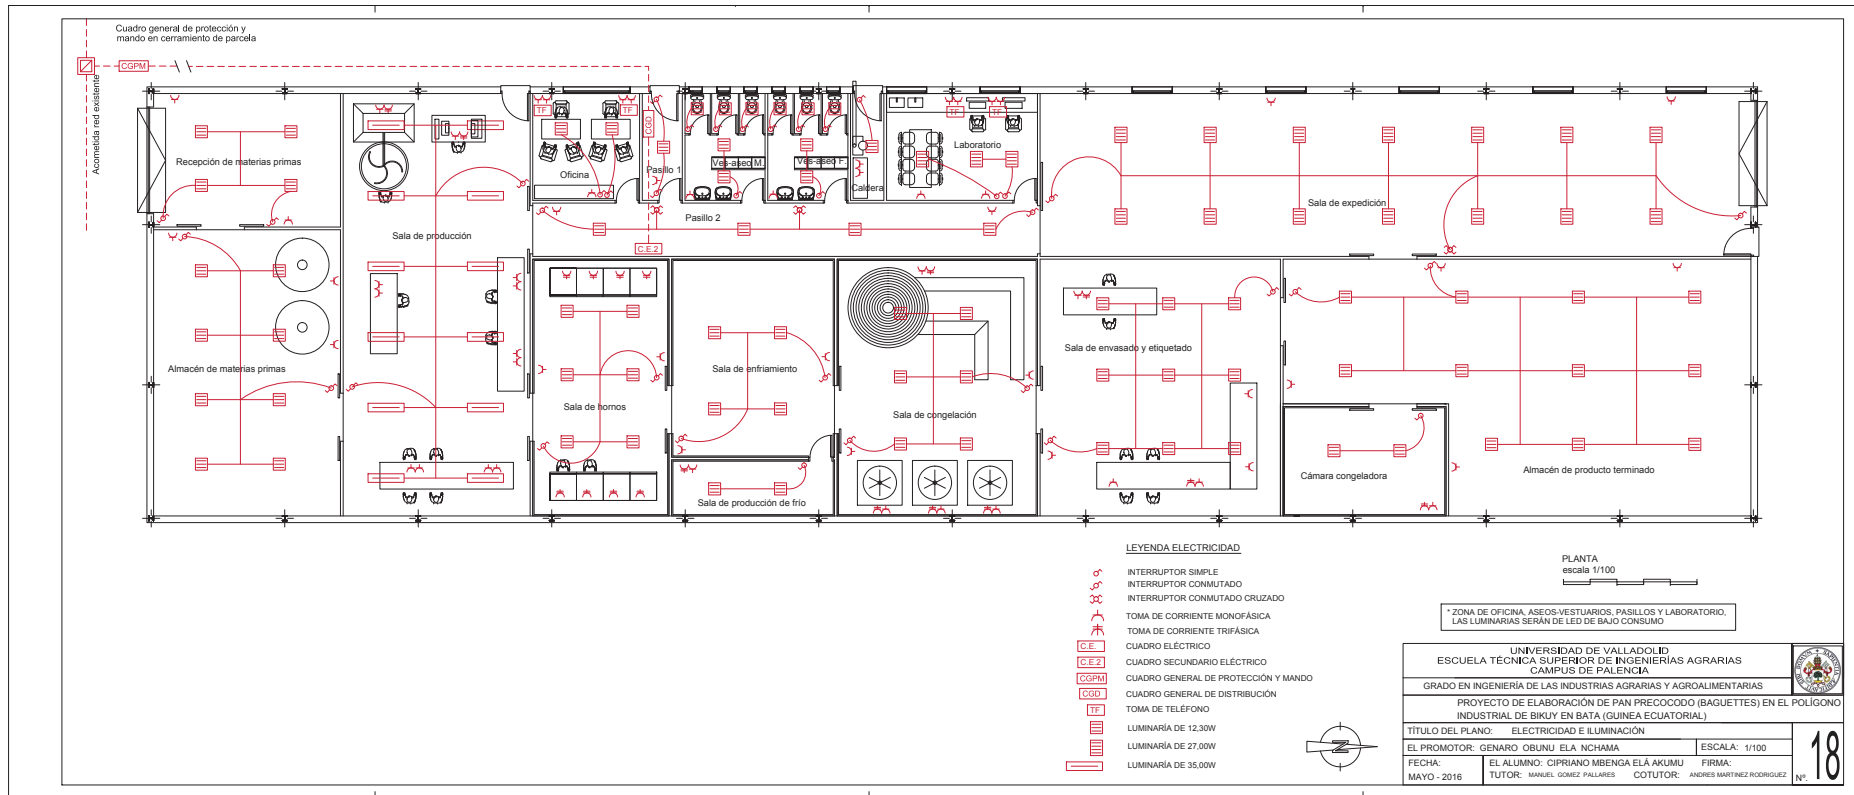 Cuadro general de protección y
mando en cerramiento de parcela
CGPM
Acometida red existente
TF
TF
CGD
TF
TF
Recepción de materias primas
Oficina
Pasillo 1
Ves-aseo M.
Ves-aseo F.
Caldera
Laboratorio
Sala de expedición
Pasillo 2
Sala de producción
C.E.2
Almacén de materias primas
Sala de hornos
Sala de enfriamiento
Sala de producción de frío
Sala de congelación
Sala de envasado y etiquetado
Cámara congeladora
Almacén de producto terminado
LEYENDA ELECTRICIDAD
INTERRUPTOR SIMPLE
INTERRUPTOR CONMUTADO
INTERRUPTOR CONMUTADO CRUZADO
TOMA DE CORRIENTE MONOFÁSICA
TOMA DE CORRIENTE TRIFÁSICA
C.E. CUADRO ELÉCTRICO
C.E.2 CUADRO SECUNDARIO ELÉCTRICO
CGPM CUADRO GENERAL DE PROTECCIÓN Y MANDO
CGD CUADRO GENERAL DE DISTRIBUCIÓN
TF TOMA DE TELÉFONO
LUMINARÍA DE 12,30W
LUMINARÍA DE 27,00W
LUMINARÍA DE 35,00W
PLANTA
escala 1/100
* ZONA DE OFICINA, ASEOS-VESTUARIOS, PASILLOS Y LABORATORIO,
LAS LUMINARIAS SERÁN DE LED DE BAJO CONSUMO
UNIVERSIDAD DE VALLADOLID
ESCUELA TÉCNICA SUPERIOR DE INGENIERÍAS AGRARIAS
CAMPUS DE PALENCIA
GRADO EN INGENIERÍA DE LAS INDUSTRIAS AGRARIAS Y AGROALIMENTARIAS
PROYECTO DE ELABORACIÓN DE PAN PRECOCODO (BAGUETTES) EN EL POLÍGONO
INDUSTRIAL DE BIKUY EN BATA (GUINEA ECUATORIAL)
TÍTULO DEL PLANO: ELECTRICIDAD E ILUMINACIÓN
EL PROMOTOR: GENARO OBUNU ELA NCHAMA ESCALA: 1/100
FECHA: EL ALUMNO: CIPRIANO MBENGA ELÁ AKUMU FIRMA:
MAYO - 2016 TUTOR: MANUEL GOMEZ PALLARES COTUTOR: ANDRES MARTINEZ RODRIGUEZ
Nº. 18